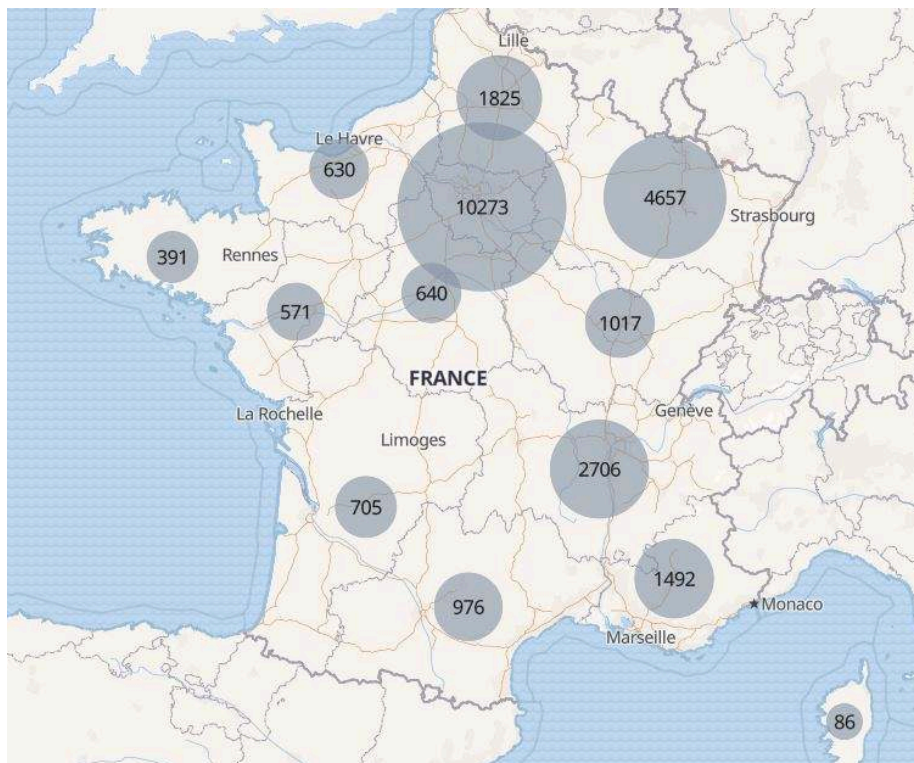 Lille
1825
Le Havre
630
10273
4657
Strasbourg
391
Rennes
640
571
1017
FRANCE
Genève
La Rochelle
Limoges
2706
705
1492
976
Monaco
Marseille
86